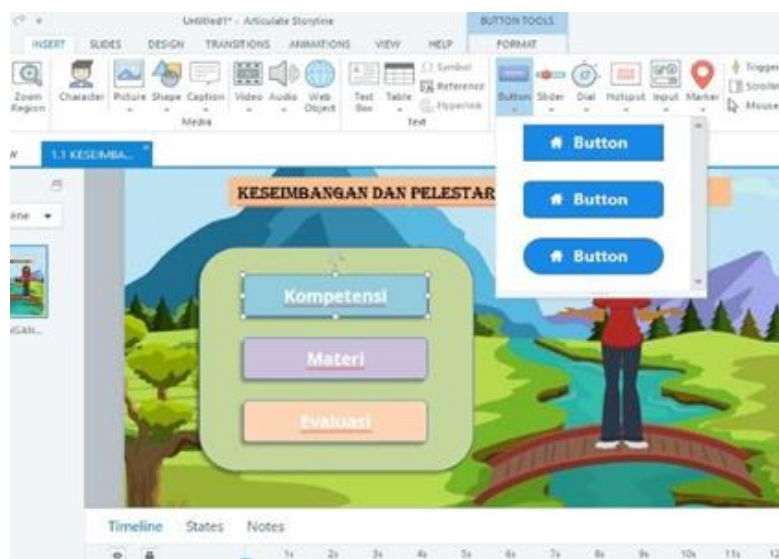 Untitled1* - Articulate Storyline
BUTTON TOOLS
INSERT SLIDES DESIGN TRANSITIONS ANIMATIONS VIEW HELP FORMAT
Zoom Region Character Picture Shape Caption Video Audio Web Object Text Box Table Symbol Reference Hyperlink Button Slider Dial Hotspot Input Marker Trigger Scrolling Mouse
Media Text
1.1 KESEIMBA...
KESEIMBANGAN DAN PELESTAR
Button
Button
Button
Kompetensi
Materi
Evaluasi
Timeline States Notes
1s 2s 3s 4s 5s 6s 7s 8s 9s 10s 11s